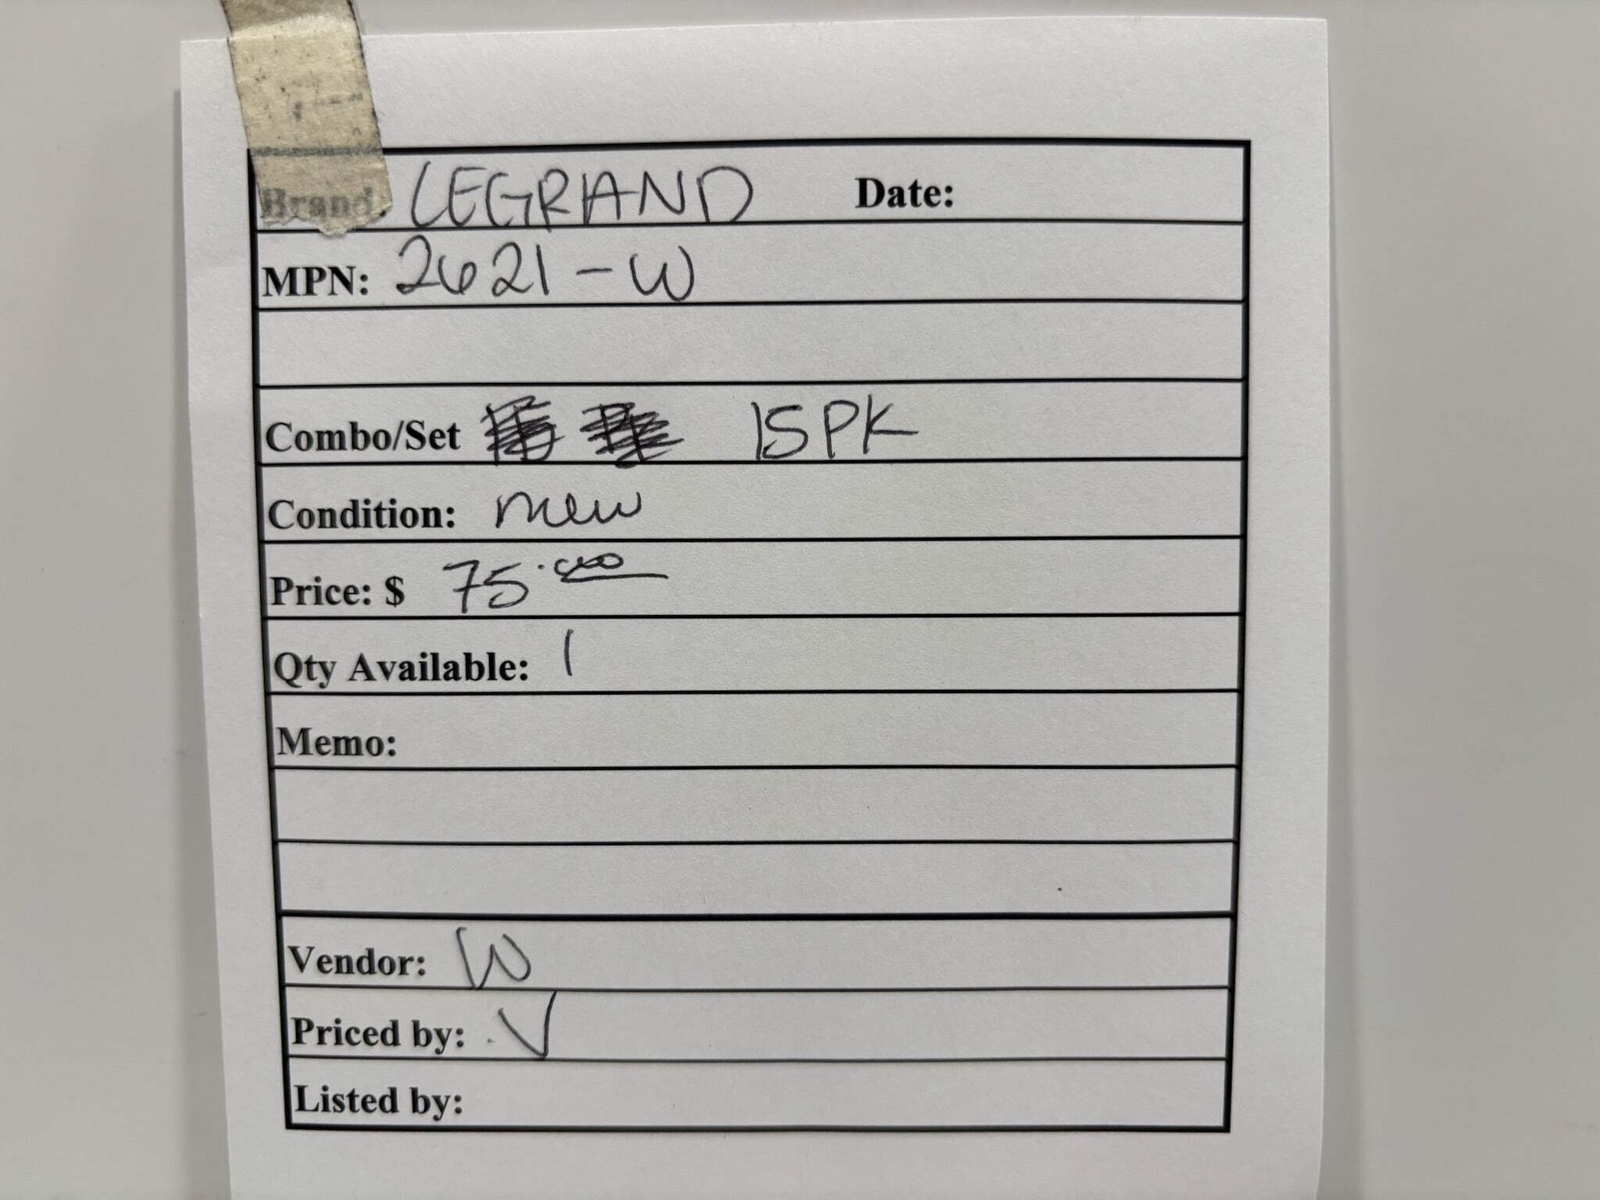 Brand: LEGRAND Date:
MPN: 2621-W
Combo/Set 15PK
Condition: new
Price: $ 75.00
Qty Available: 1
Memo:
Vendor: W
Priced by: V
Listed by: